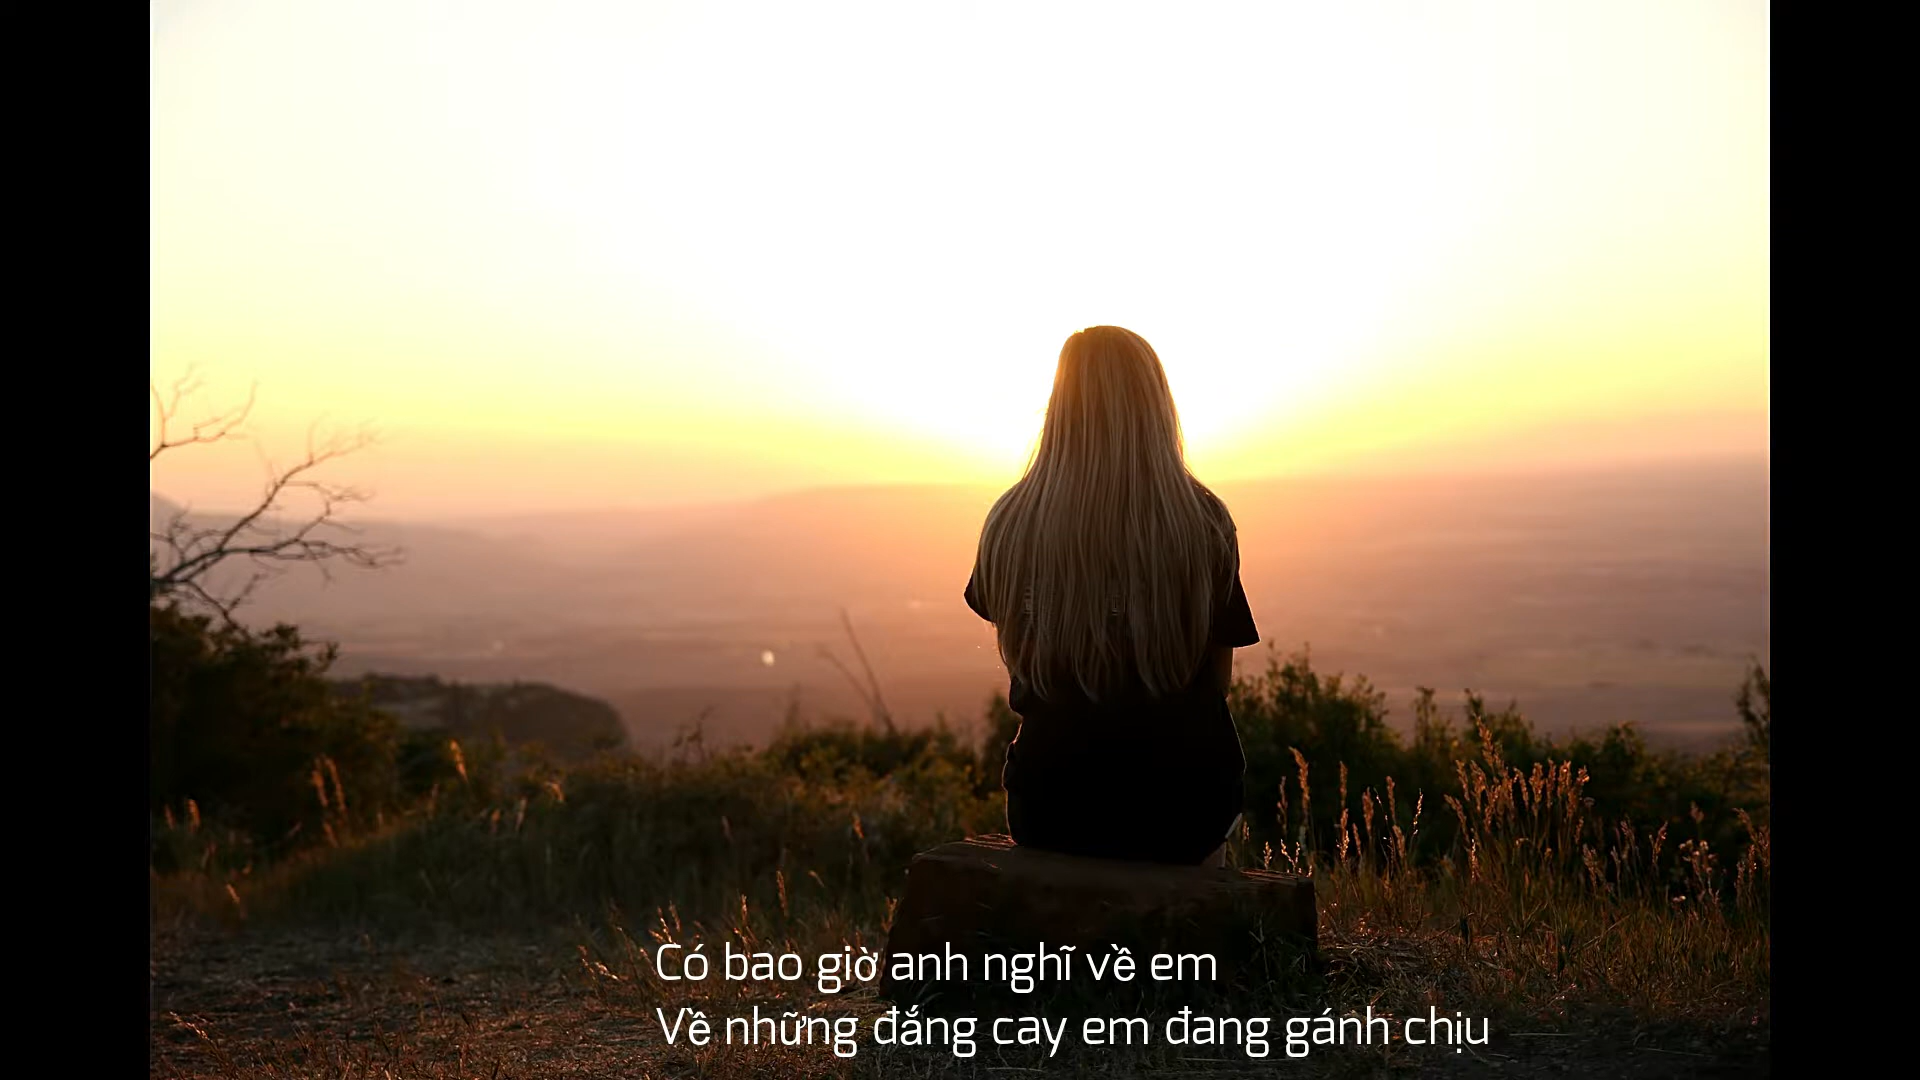 Có bao giờ anh nghĩ về em
Về những đắng cay em đang gánh chịu